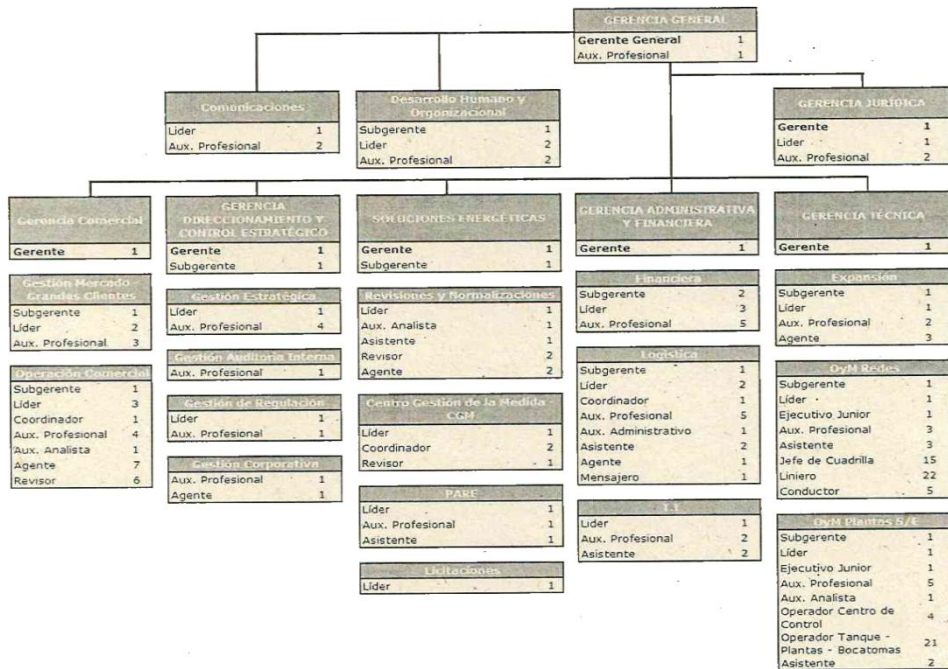 GERENCIA GENERAL
Gerente General 1
Aux. Profesional 1
Comunicaciones
Líder 1
Aux. Profesional 2
Desarrollo Humano y
Organizacional
Subgerente 1
Líder 2
Aux. Profesional 2
GERENCIA JURÍDICA
Gerente 1
Líder 1
Aux. Profesional 2
Gerencia Comercial
Gerente 1
Gestión Mercado
Grandes Clientes
Subgerente 1
Líder 2
Aux. Profesional 3
Operación Comercial
Subgerente 1
Líder 3
Coordinador 1
Aux. Profesional 4
Aux. Analista 1
Agente 7
Revisor 6
GERENCIA
DIRECCIONAMIENTO Y
CONTROL ESTRATÉGICO
Gerente 1
Subgerente 1
Gestión Estratégica
Líder 1
Aux. Profesional 4
Gestión Auditoria Interna
Aux. Profesional 1
Gestión de Regulación
Líder 1
Aux. Profesional 1
Gestión Corporativa
Aux. Profesional 1
Agente 1
SOLUCIONES ENERGÉTICAS
Gerente 1
Subgerente 1
Revisiones y Normalizaciones
Líder 1
Aux. Analista 1
Asistente 1
Revisor 2
Agente 2
Centro Gestión de la Medida
CGM
Líder 1
Coordinador 2
Revisor 1
PARE
Líder 1
Aux. Profesional 1
Asistente 1
Licitaciones
Líder 1
GERENCIA ADMINISTRATIVA
Y FINANCIERA
Gerente 1
Financiera
Subgerente 2
Líder 3
Aux. Profesional 5
Logística
Subgerente 1
Líder 2
Coordinador 1
Aux. Profesional 5
Aux. Administrativo 1
Asistente 2
Agente 1
Mensajero 1
T.I
Líder 1
Aux. Profesional 2
Asistente 2
GERENCIA TÉCNICA
Gerente 1
Expansión
Subgerente 1
Líder 1
Aux. Profesional 2
Agente 3
OyM Redes
Subgerente 1
Líder 1
Ejecutivo Junior 1
Aux. Profesional 3
Asistente 3
Jefe de Cuadrilla 15
Liniero 22
Conductor 5
OyM Plantas S/E
Subgerente 1
Líder 1
Ejecutivo Junior 1
Aux. Profesional 5
Aux. Analista 1
Operador Centro de
Control 4
Operador Tanque -
Plantas - Bocatomas 21
Asistente 2